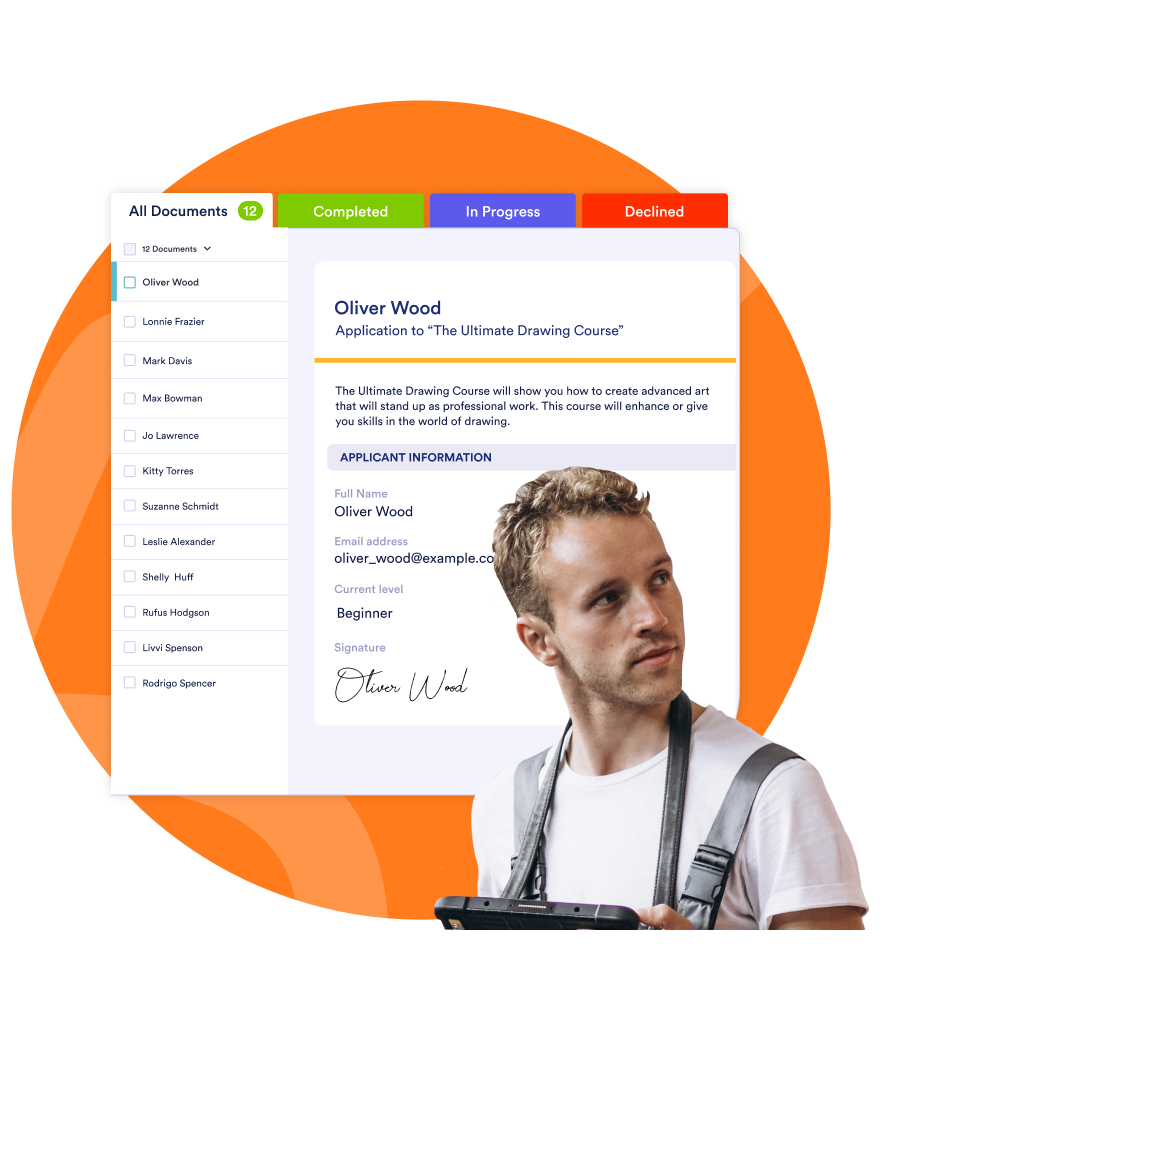 All Documents 12 Completed In Progress Declined
12 Documents
Oliver Wood
Lonnie Frazier
Mark Davis
Max Bowman
Jo Lawrence
Kitty Torres
Suzanne Schmidt
Leslie Alexander
Shelly Huff
Rufus Hodgson
Livvi Spenson
Rodrigo Spencer
Oliver Wood
Application to “The Ultimate Drawing Course”
The Ultimate Drawing Course will show you how to create advanced art
that will stand up as professional work. This course will enhance or give
you skills in the world of drawing.
APPLICANT INFORMATION
Full Name
Oliver Wood
Email address
oliver_wood@example.co
Current level
Beginner
Signature
Oliver Wood